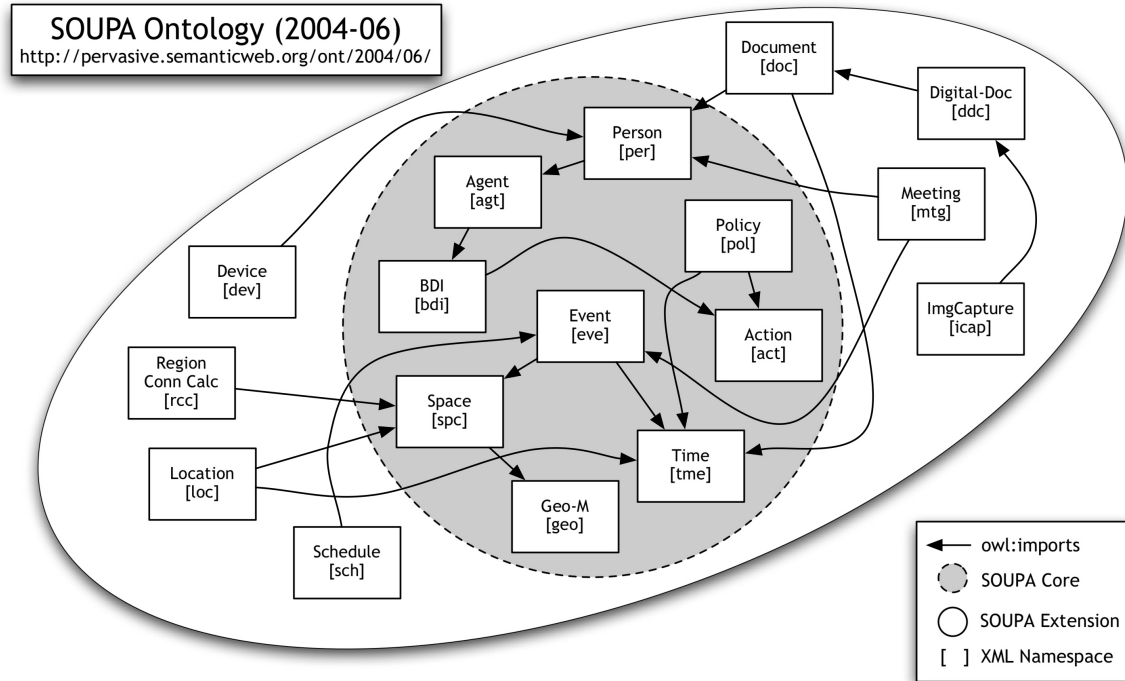 SOUPA Ontology (2004-06)
http://pervasive.semanticweb.org/ont/2004/06/
Document
[doc]
Digital-Doc
[ddc]
Person
[per]
Agent
[agt]
Meeting
[mtg]
Policy
[pol]
Device
[dev]
BDI
[bdi]
ImgCapture
[icap]
Event
[eve]
Action
[act]
Region
Conn Calc
[rcc]
Space
[spc]
Location
[loc]
Time
[tme]
Geo-M
[geo]
Schedule
[sch]
owl:imports
SOUPA Core
SOUPA Extension
[ ] XML Namespace